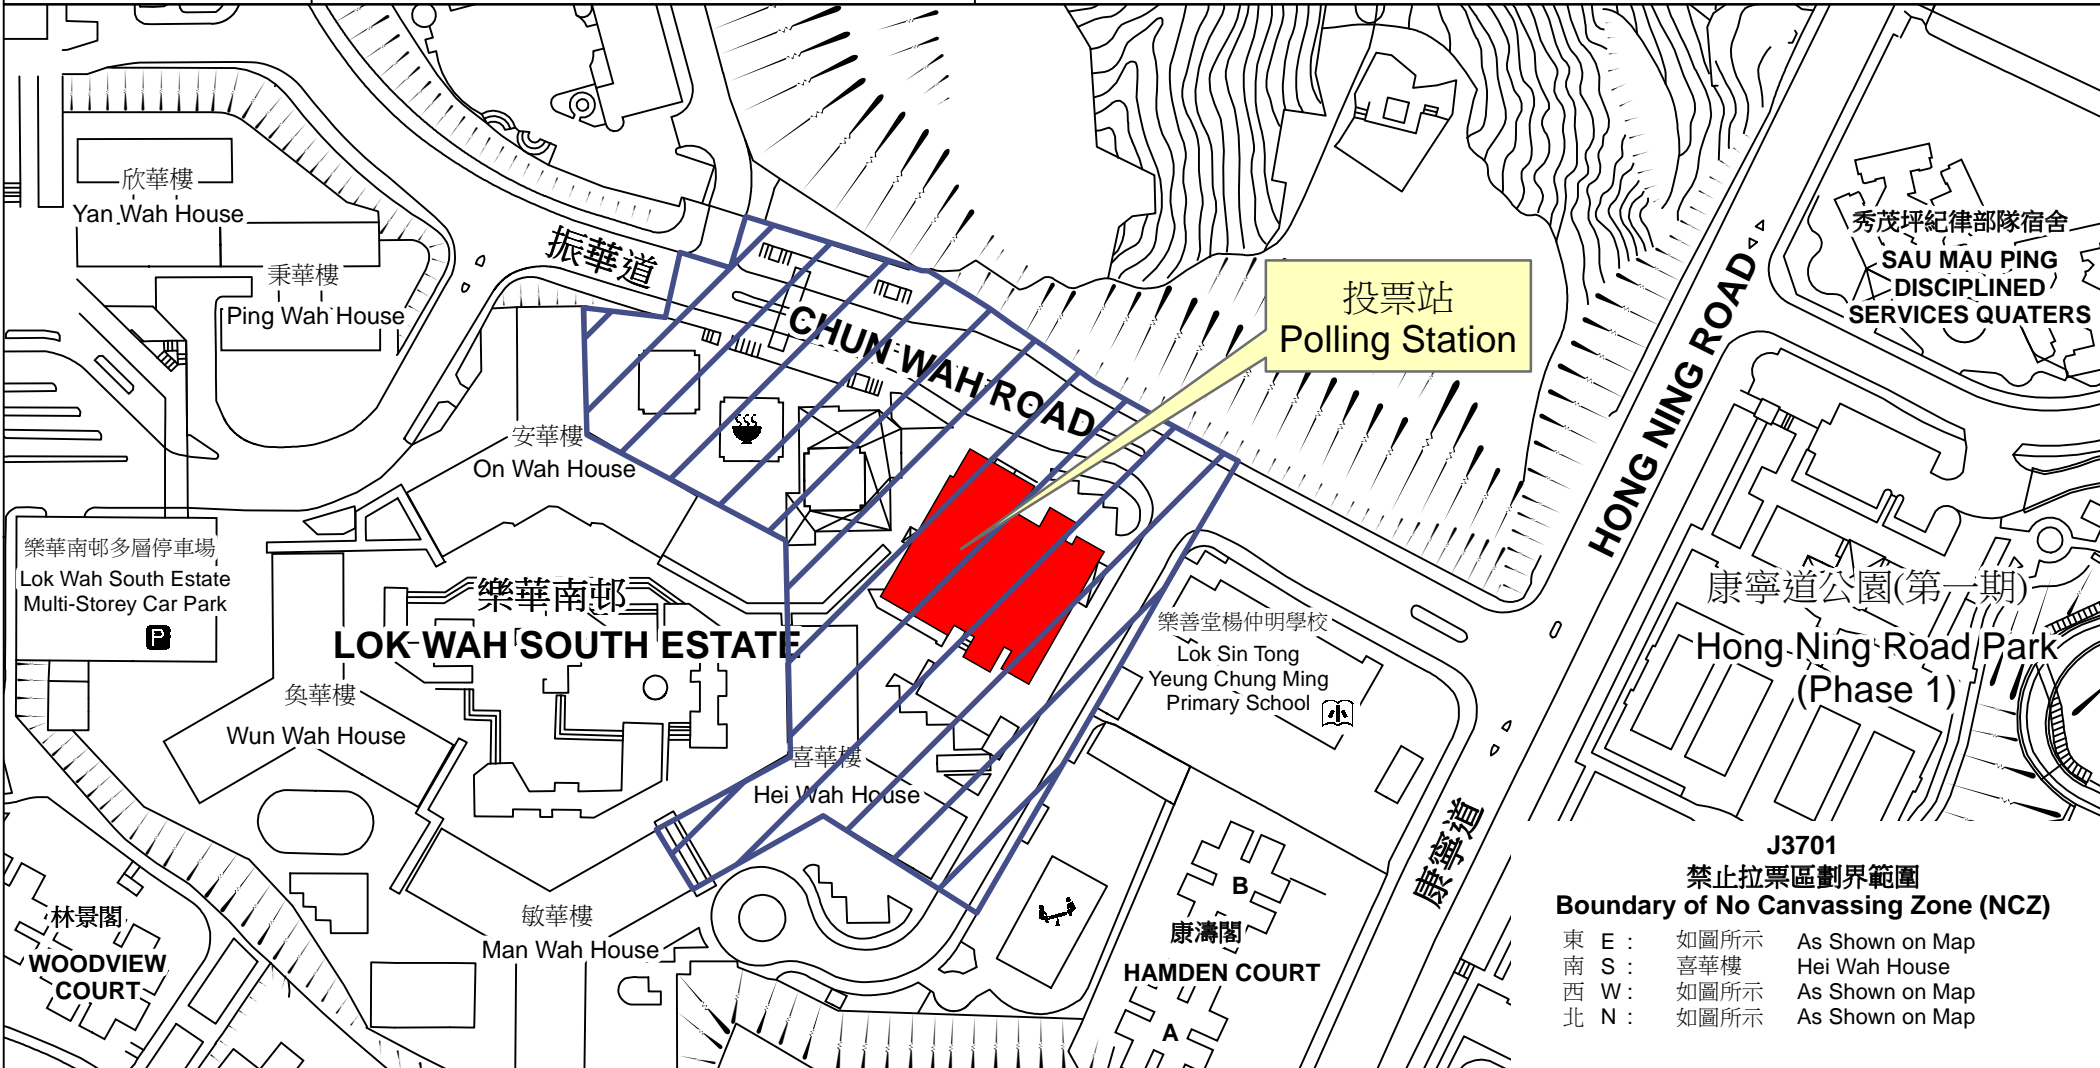 欣華樓
Yan Wah House
秉華樓
Ping Wah House
振華道
CHUN WAH ROAD
投票站
Polling Station
HONG NING ROAD
秀茂坪紀律部隊宿舍
SAU MAU PING
DISCIPLINED
SERVICES QUATERS
安華樓
On Wah House
樂華南邨多層停車場
Lok Wah South Estate
Multi-Storey Car Park
P
樂華南邨
LOK WAH SOUTH ESTATE
樂善堂楊仲明學校
Lok Sin Tong
Yeung Chung Ming
Primary School
小
康寧道公園(第一期)
Hong Ning Road Park
(Phase 1)
奐華樓
Wun Wah House
喜華樓
Hei Wah House
康寧道
敏華樓
Man Wah House
林景閣
WOODVIEW
COURT
B
康濤閣
HAMDEN COURT
A
J3701
禁止拉票區劃界範圍
Boundary of No Canvassing Zone (NCZ)
東 E : 如圖所示 As Shown on Map
南 S : 喜華樓 Hei Wah House
西 W : 如圖所示 As Shown on Map
北 N : 如圖所示 As Shown on Map